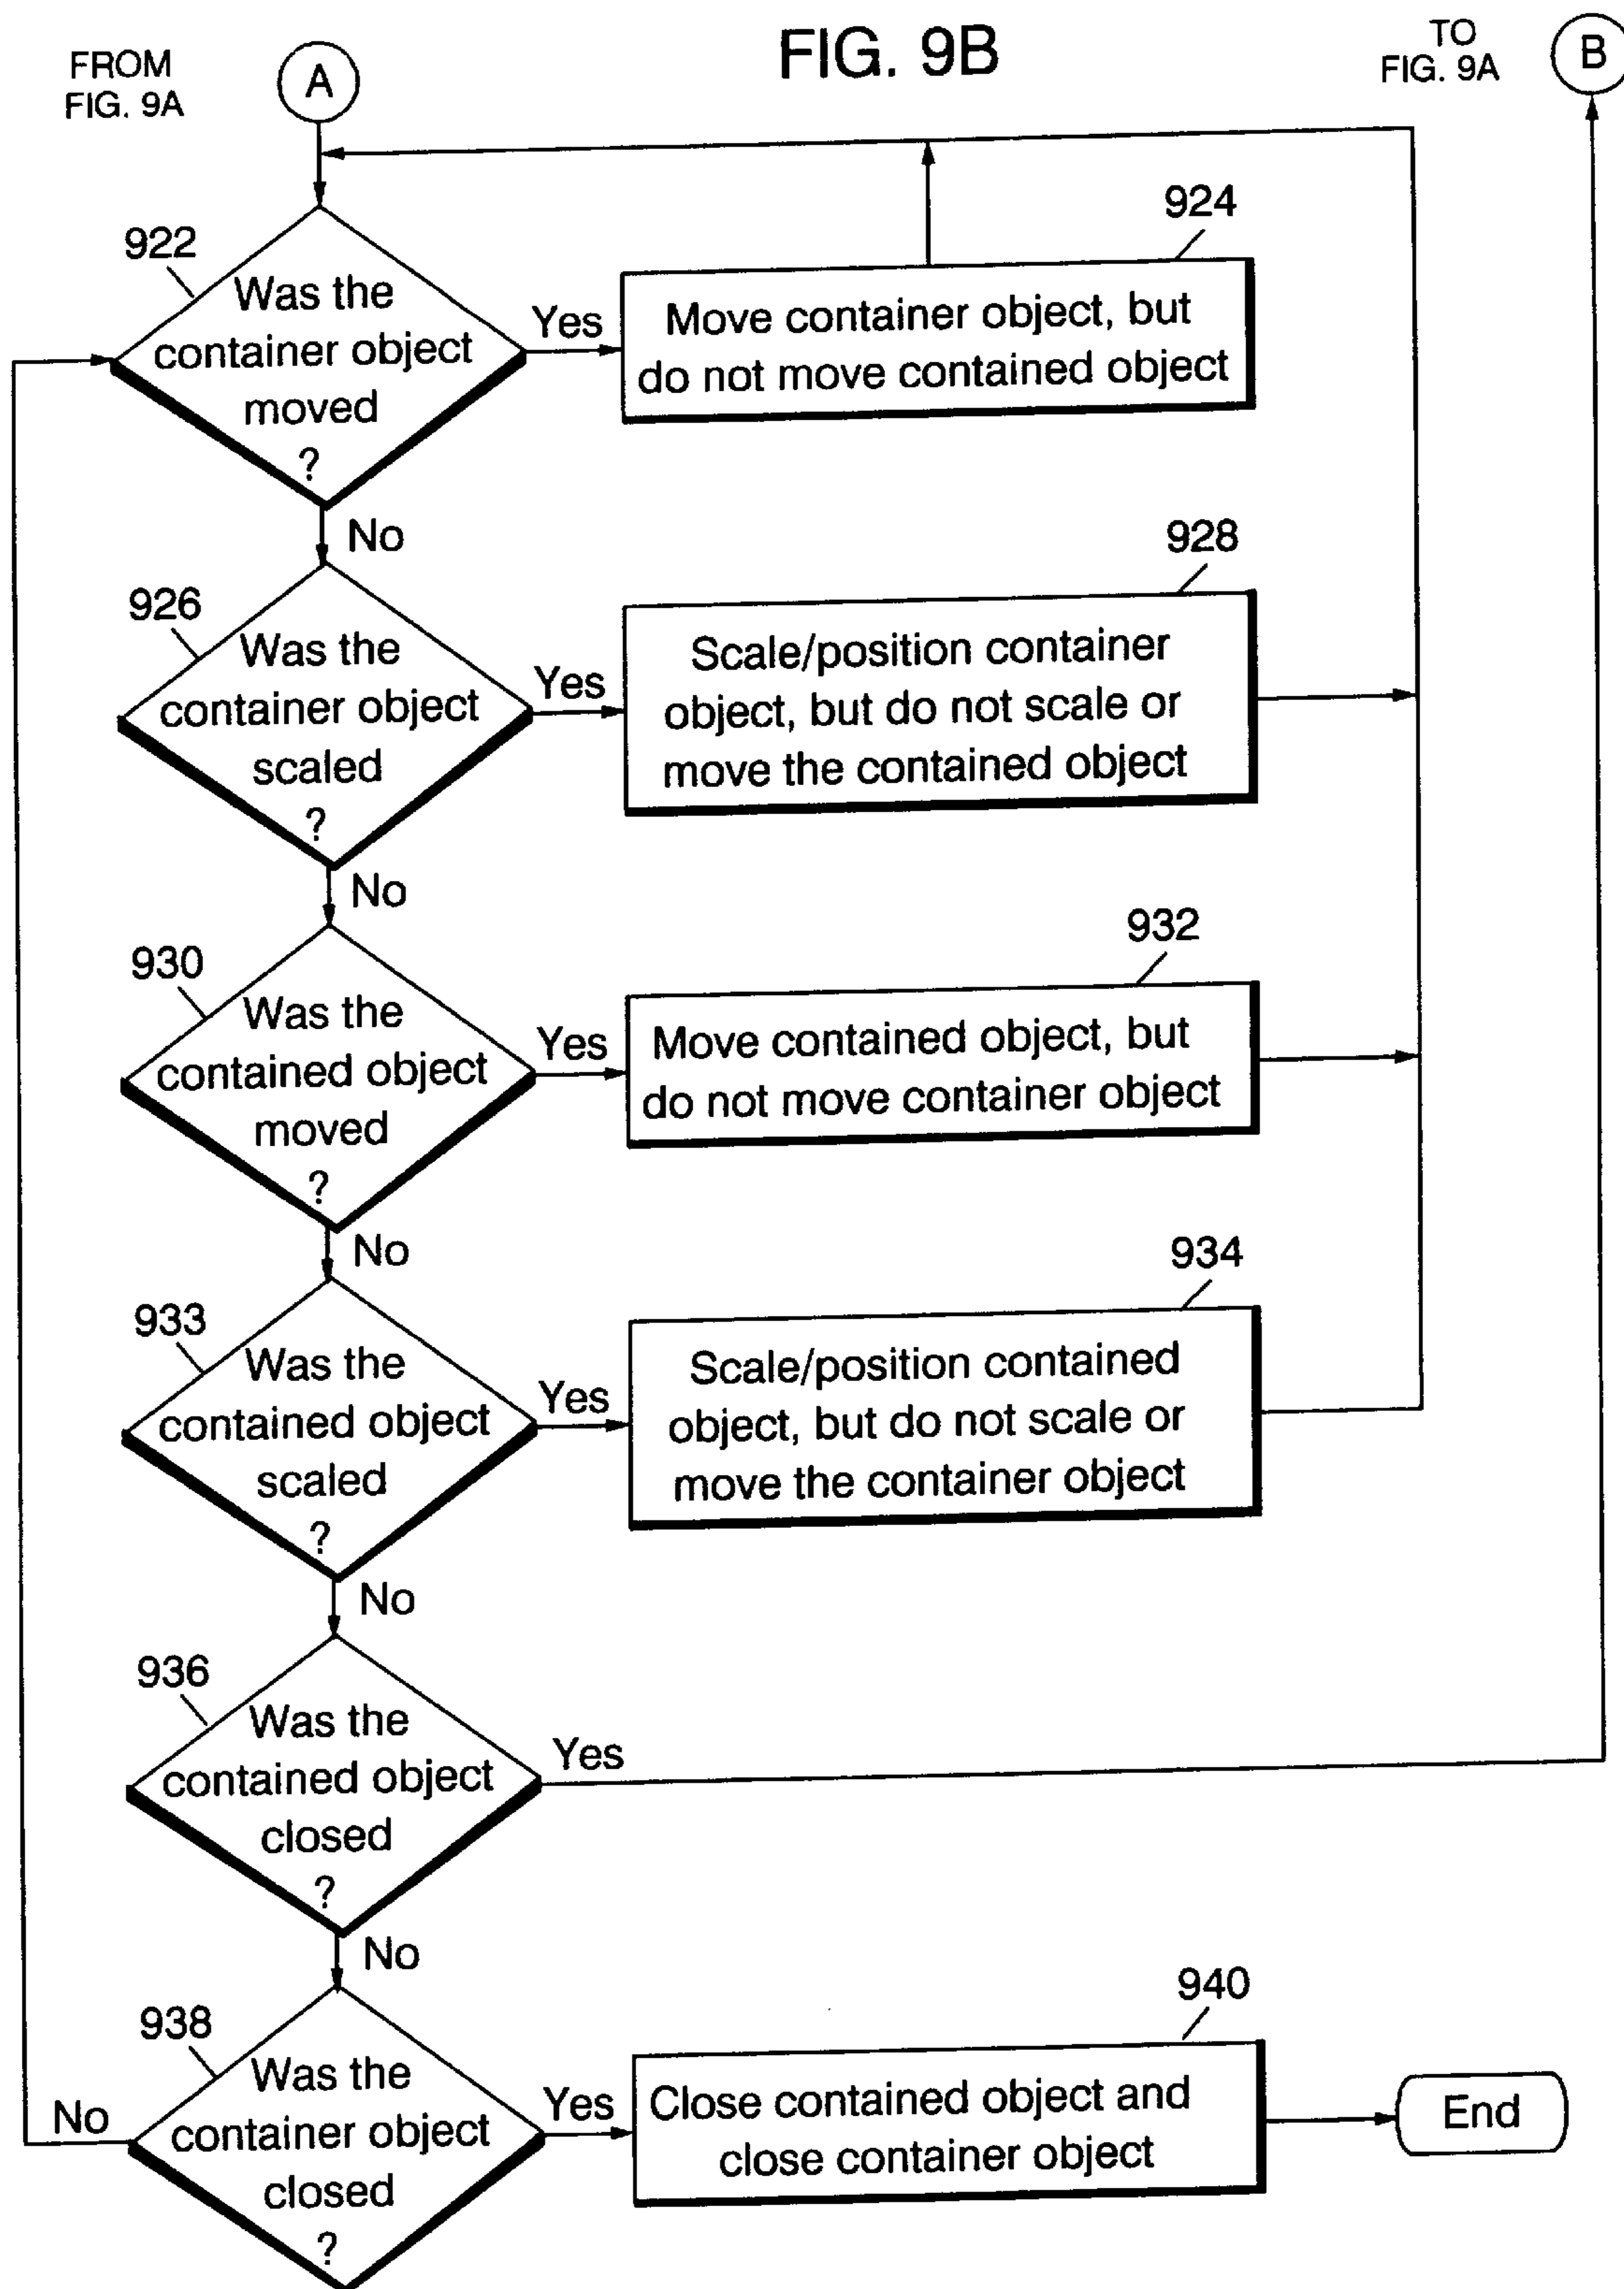 FIG. 9B
FROM
FIG. 9A
A
TO
FIG. 9A
B
922
Was the
container object
moved
?
Yes
924
Move container object, but
do not move contained object
No
926
Was the
container object
scaled
?
Yes
928
Scale/position container
object, but do not scale or
move the contained object
No
930
Was the
contained object
moved
?
Yes
932
Move contained object, but
do not move container object
No
933
Was the
contained object
scaled
?
Yes
934
Scale/position contained
object, but do not scale or
move the container object
No
936
Was the
contained object
closed
?
Yes
No
938
Was the
container object
closed
?
No
Yes
940
Close contained object and
close container object
End